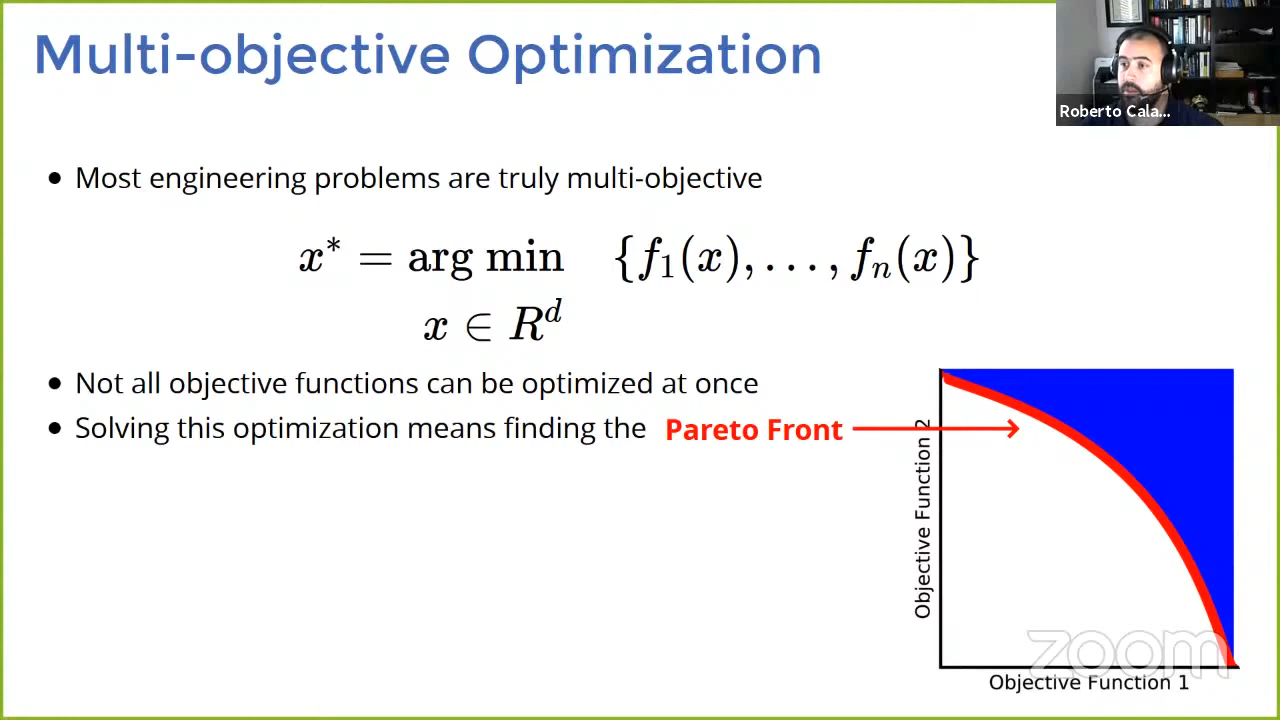 Multi-objective Optimization
Roberto Cala...
• Most engineering problems are truly multi-objective
x* = arg min {f₁(x), . . . , fₙ(x)}
x ∈ Rᵈ
• Not all objective functions can be optimized at once
• Solving this optimization means finding the Pareto Front
Objective Function 2
zoom
Objective Function 1